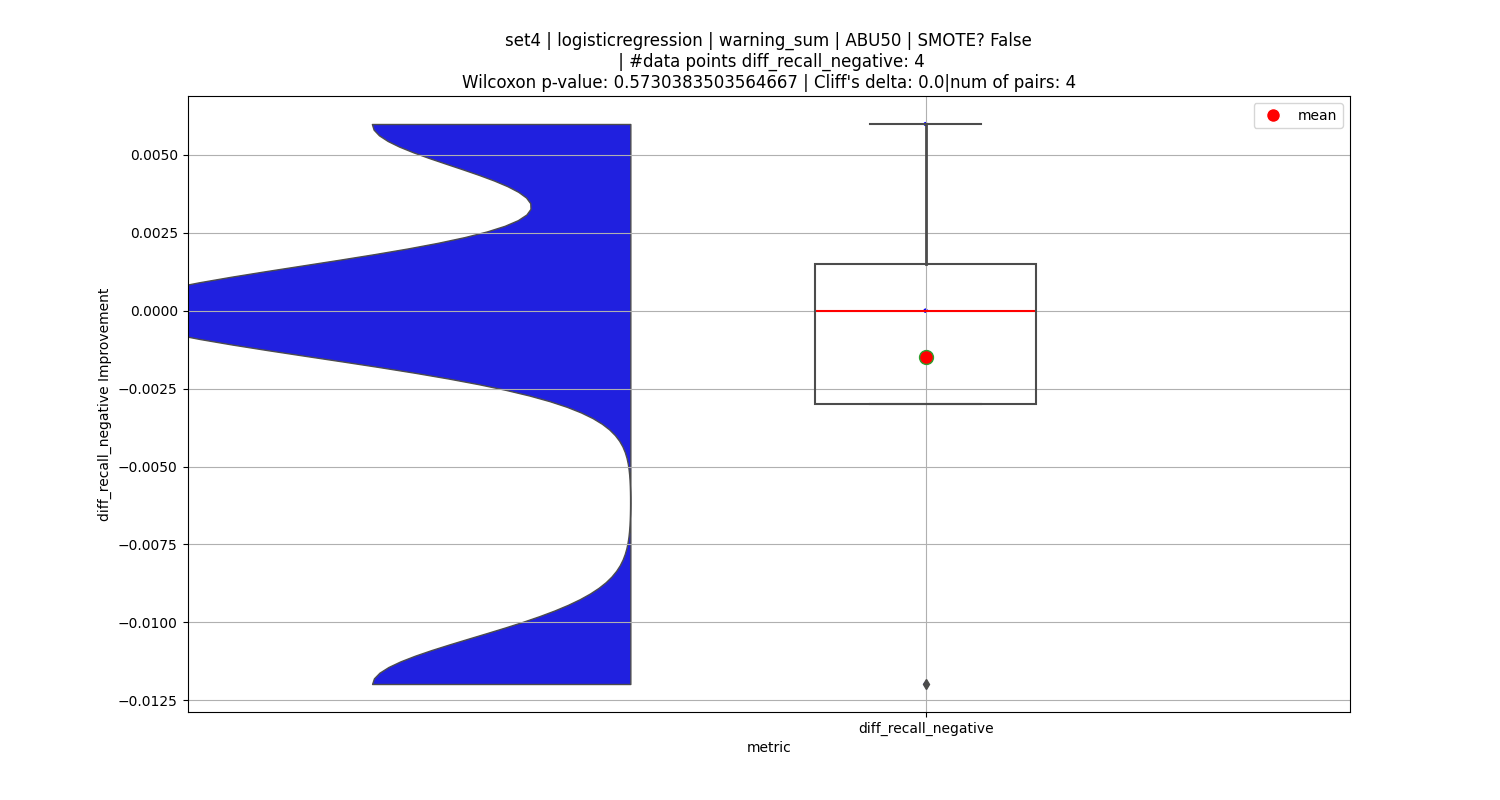 set4 | logisticregression | warning_sum | ABU50 | SMOTE? False
| #data points diff_recall_negative: 4
Wilcoxon p-value: 0.5730383503564667 | Cliff's delta: 0.0|num of pairs: 4
mean
0.0050
0.0025
0.0000
−0.0025
−0.0050
−0.0075
−0.0100
−0.0125
diff_recall_negative Improvement
diff_recall_negative
metric